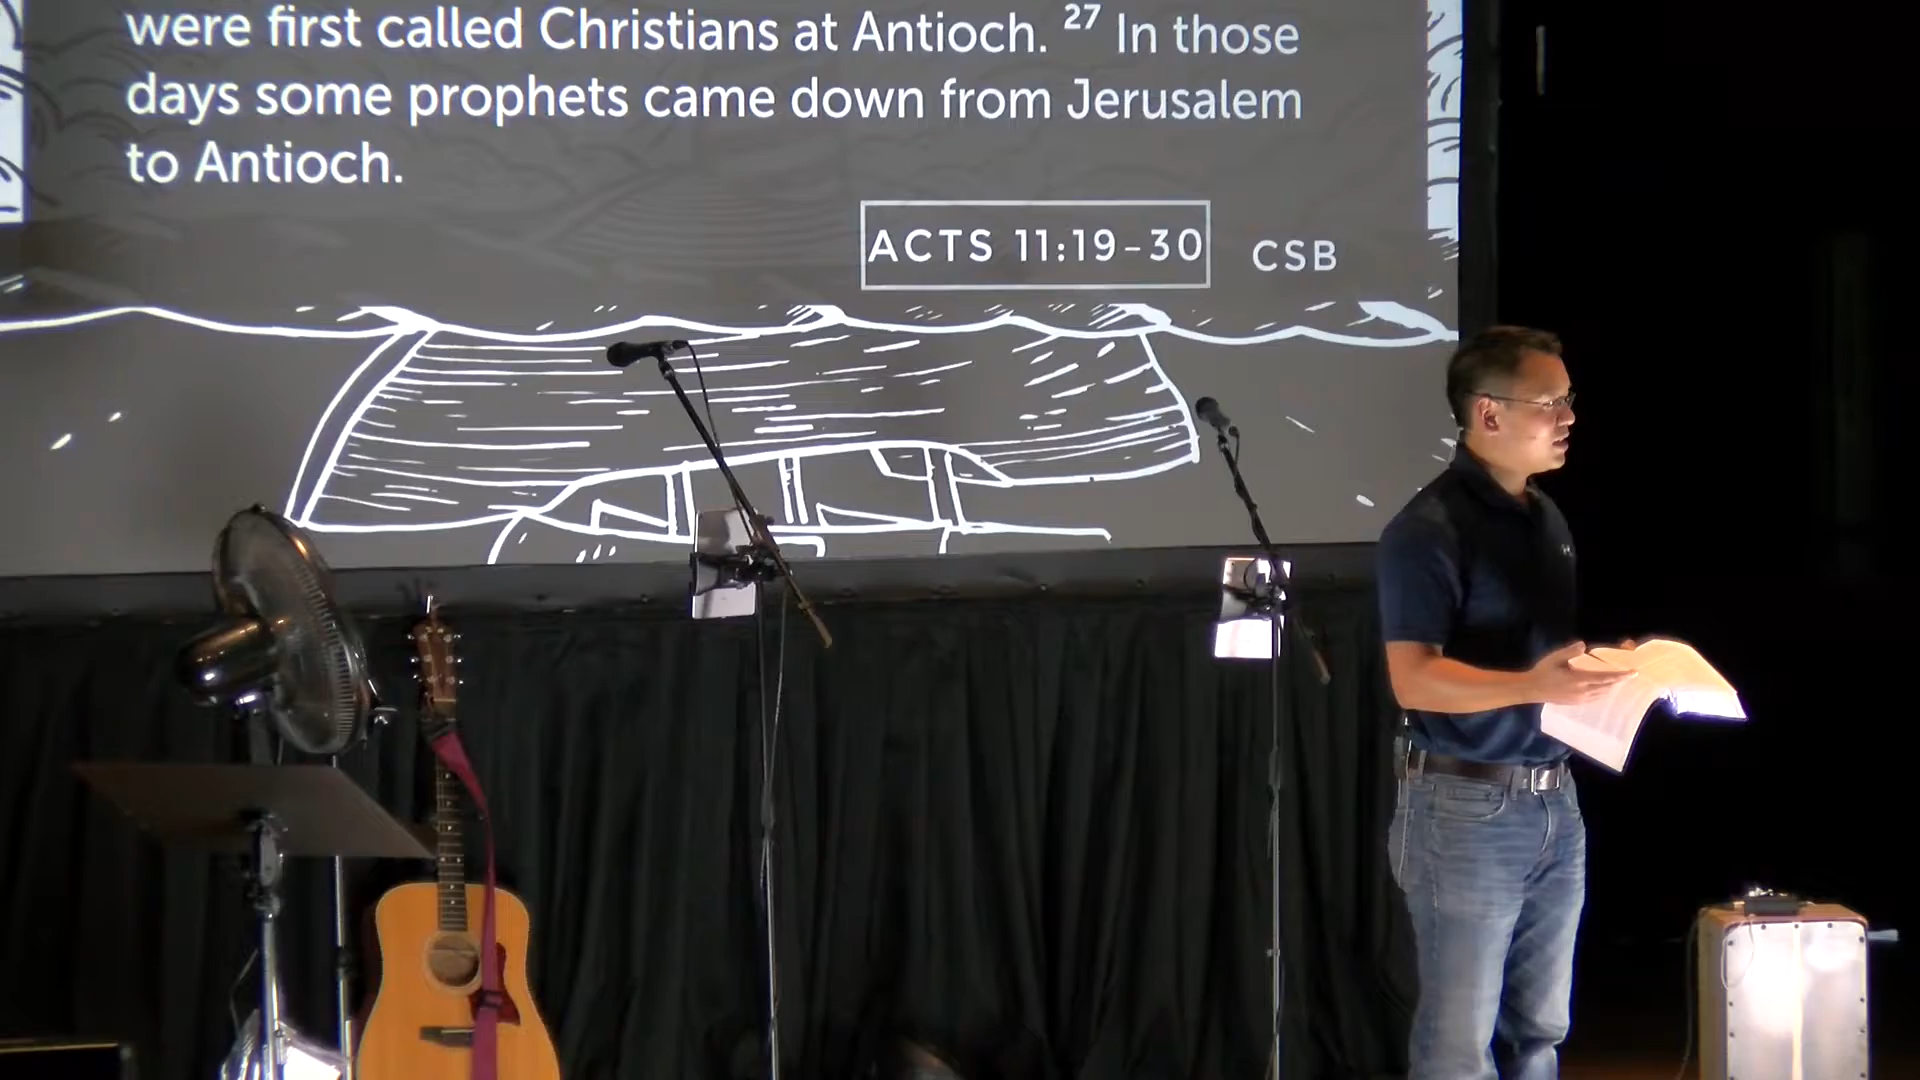 were first called Christians at Antioch. ²⁷ In those
days some prophets came down from Jerusalem
to Antioch.
ACTS 11:19-30 CSB